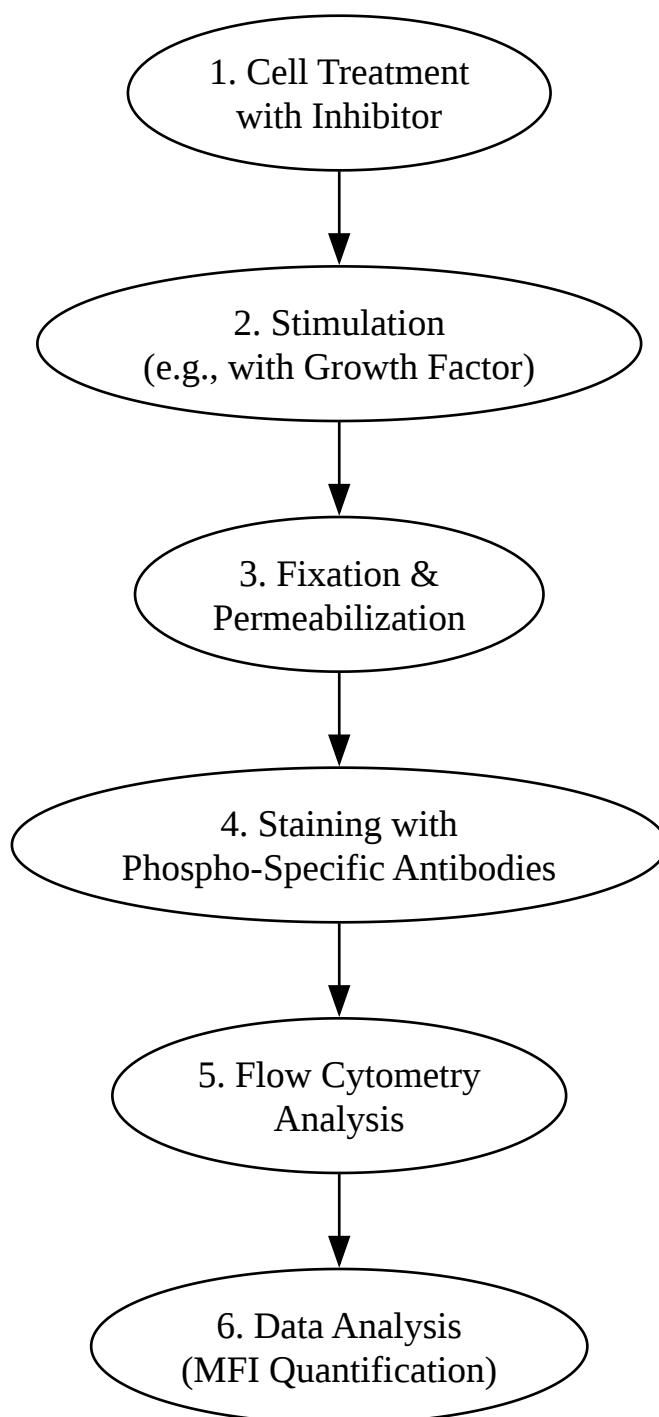 1. Cell Treatment
with Inhibitor
2. Stimulation
(e.g., with Growth Factor)
3. Fixation &
Permeabilization
4. Staining with
Phospho-Specific Antibodies
5. Flow Cytometry
Analysis
6. Data Analysis
(MFI Quantification)